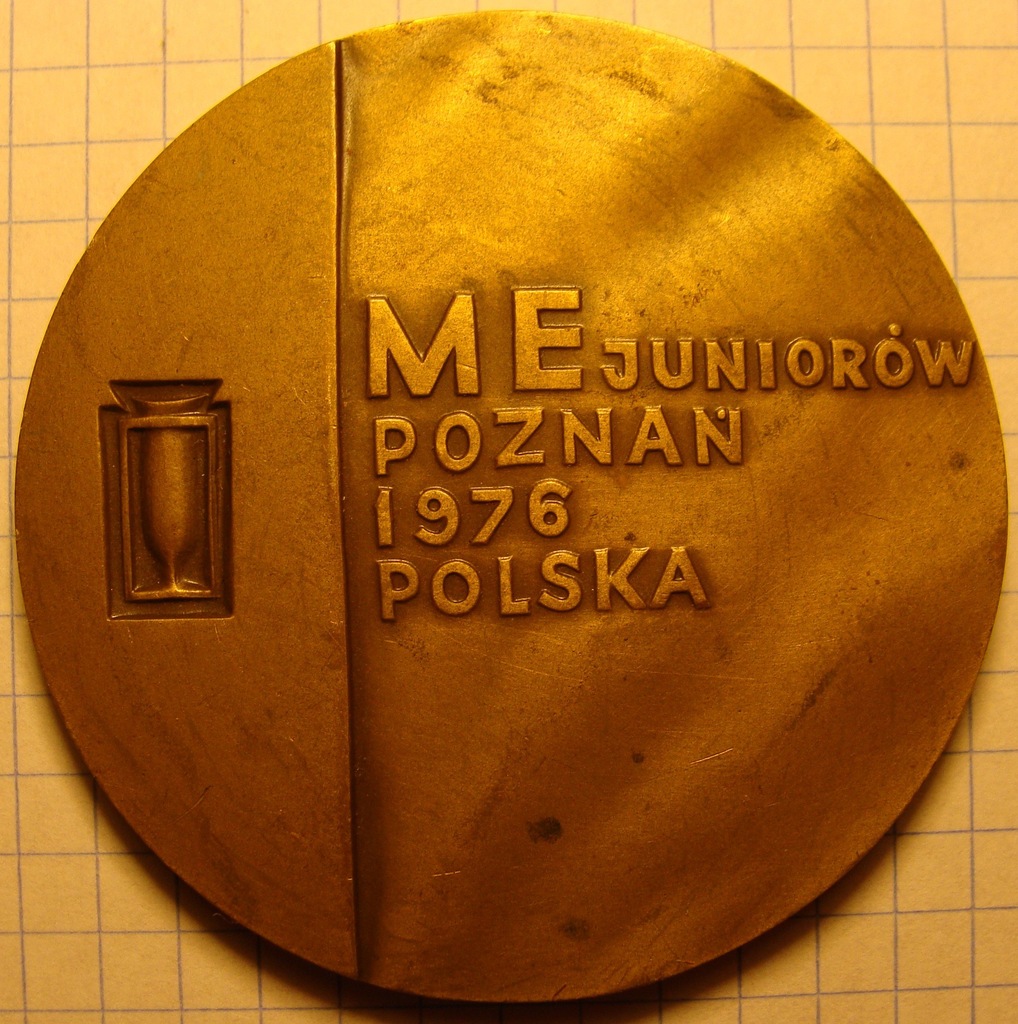 ME JUNIORÓW
POZNAŃ
1976
POLSKA